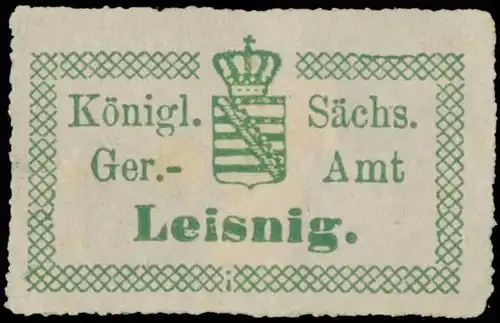 Königl. Sächs.
Ger.- Amt
Leisnig.
i